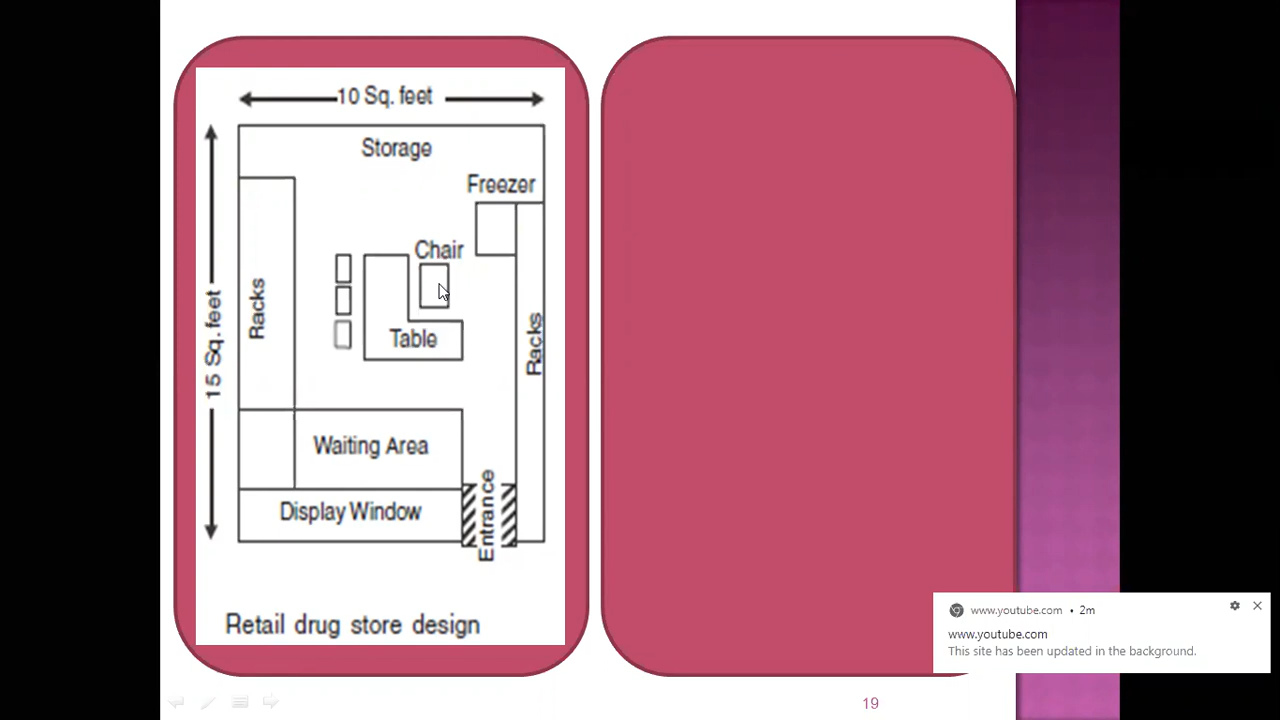 10 Sq. feet
Storage
Freezer
Chair
Racks
15 Sq. feet
Table
Racks
Waiting Area
Entrance
Display Window
Retail drug store design
www.youtube.com • 2m
www.youtube.com
This site has been updated in the background.
19